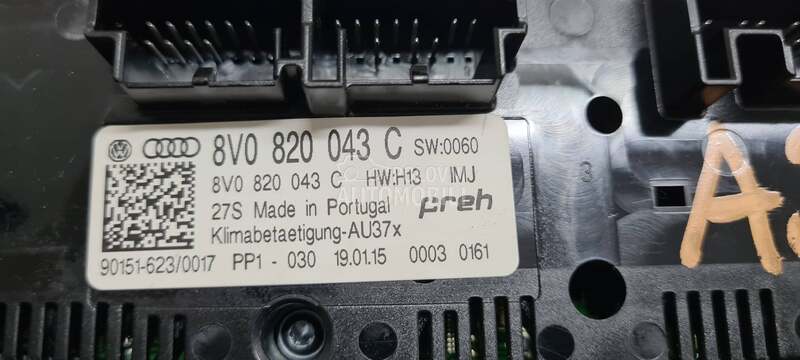 8V0 820 043 C SW:0060
8V0 820 043 C HW:H13 IMJ
27S Made in Portugal preh
Klimabetaetigung-AU37x
90151-623/0017 PP1 - 030 19.01.15 0003 0161
3